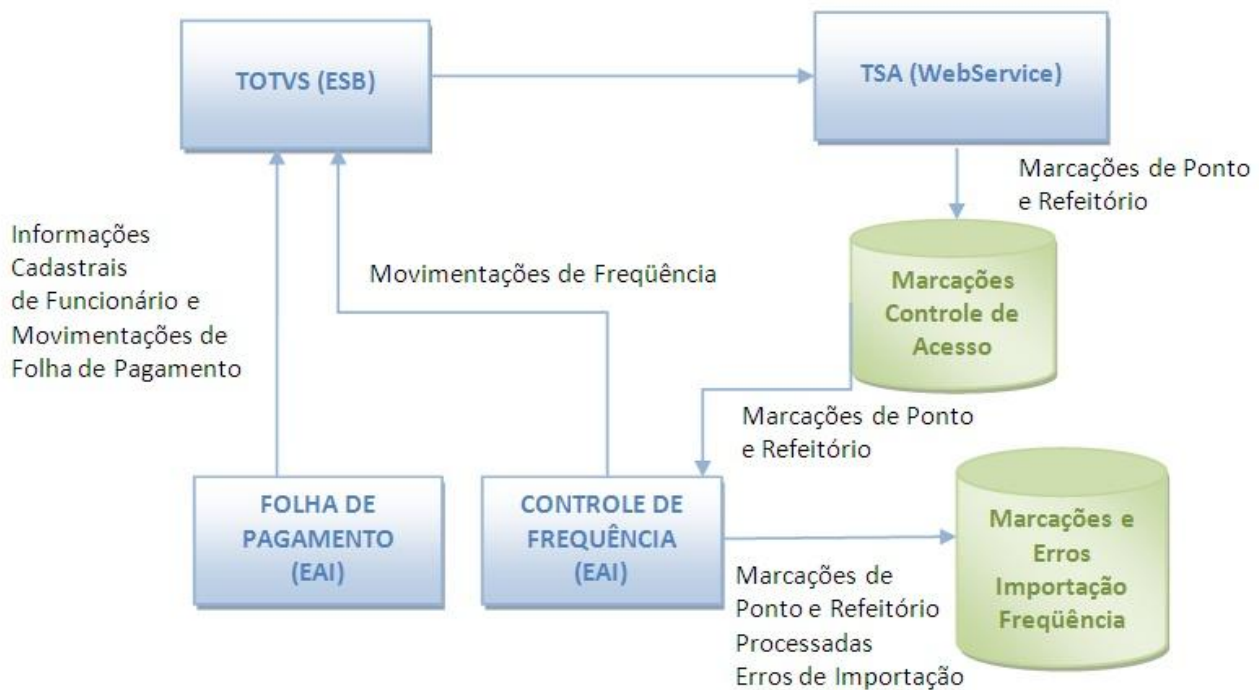 TOTVS (ESB)
TSA (WebService)
Marcações de Ponto
e Refeitório
Informações
Cadastrais
de Funcionário e
Movimentações de
Folha de Pagamento
Movimentações de Freqüência
Marcações
Controle de
Acesso
Marcações de Ponto
e Refeitório
FOLHA DE
PAGAMENTO
(EAI)
CONTROLE DE
FREQUÊNCIA
(EAI)
Marcações e
Erros
Importação
Freqüência
Marcações de
Ponto e Refeitório
Processadas
Erros de Importação